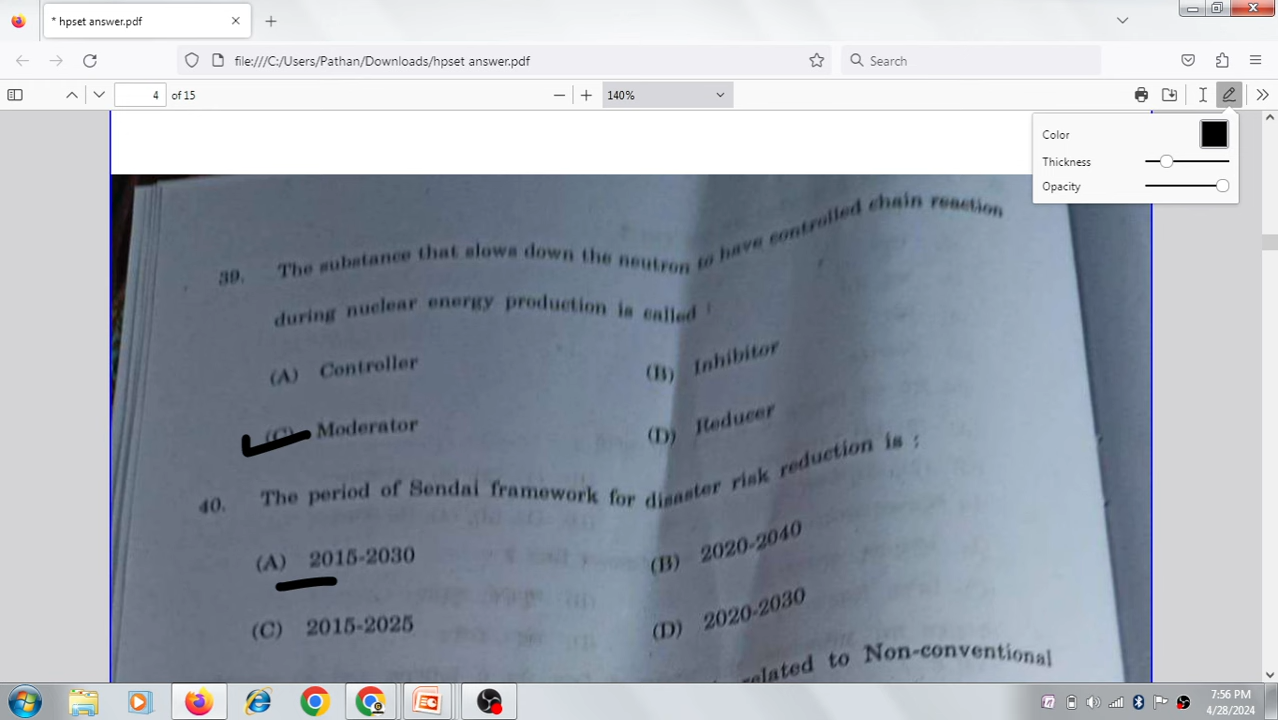 * hpset answer.pdf
file:///C:/Users/Pathan/Downloads/hpset answer.pdf
Search
4 of 15
140%
Color
Thickness
Opacity
39. The substance that slows down the neutron to have controlled chain reaction
during nuclear energy production is called :
(A) Controller
(B) Inhibitor
(C) Moderator
(D) Reducer
40. The period of Sendai framework for disaster risk reduction is :
(A) 2015-2030
(B) 2020-2040
(C) 2015-2025
(D) 2020-2030
related to Non-conventional
7:56 PM
4/28/2024